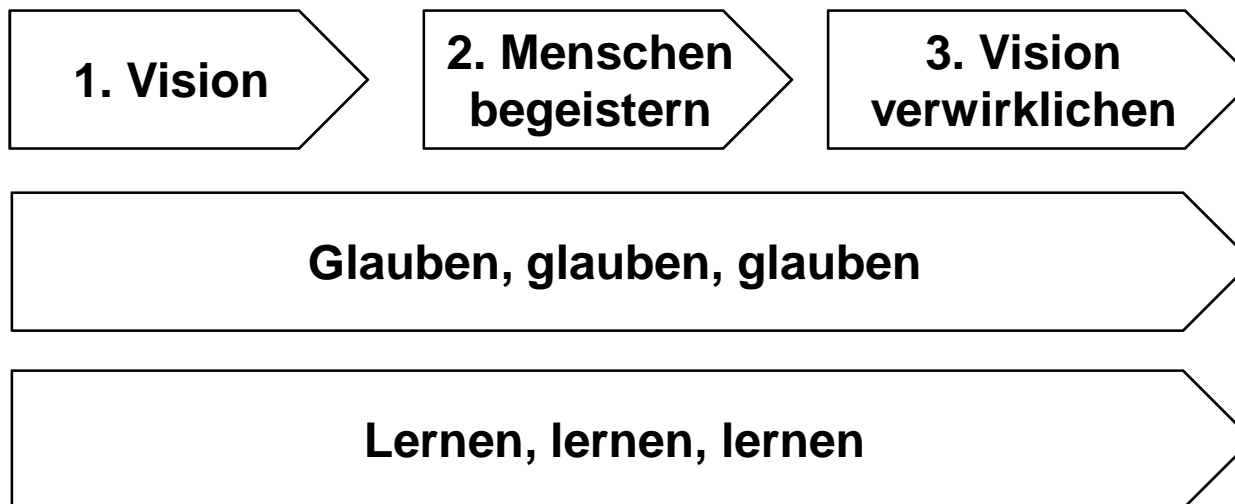 1. Vision
2. Menschen
begeistern
3. Vision
verwirklichen
Glauben, glauben, glauben
Lernen, lernen, lernen